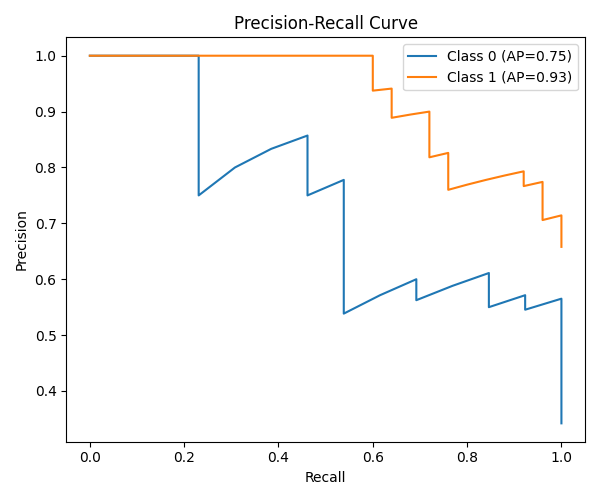 Precision-Recall Curve
Class 0 (AP=0.75)
Class 1 (AP=0.93)
Precision
1.0
0.9
0.8
0.7
0.6
0.5
0.4
0.0 0.2 0.4 0.6 0.8 1.0
Recall